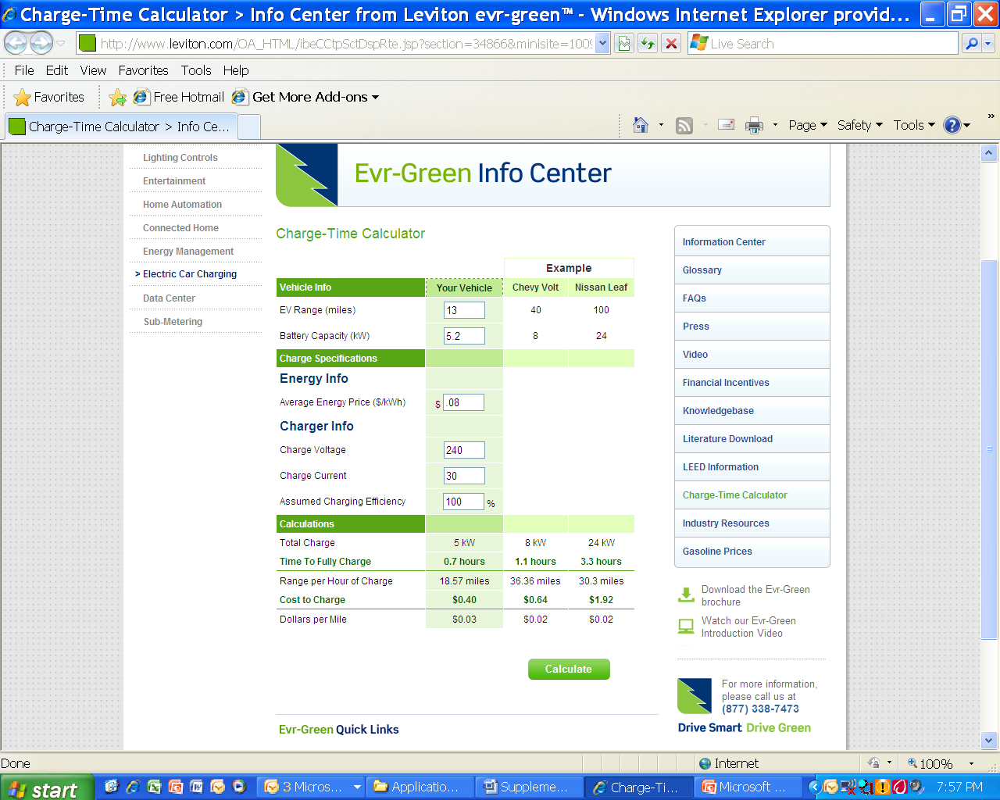 Charge-Time Calculator > Info Center from Leviton evr-green™ - Windows Internet Explorer provid...
http://www.leviton.com/OA_HTML/ibeCCtpSctDspRte.jsp?section=34866&minisite=1009
Live Search
File Edit View Favorites Tools Help
Favorites Free Hotmail Get More Add-ons
Charge-Time Calculator > Info Ce... Page Safety Tools »
Lighting Controls
Entertainment
Home Automation
Connected Home
Energy Management
> Electric Car Charging
Data Center
Sub-Metering
Evr-Green Info Center
Charge-Time Calculator
Example
Vehicle Info Your Vehicle Chevy Volt Nissan Leaf
EV Range (miles) 13 40 100
Battery Capacity (kW) 5.2 8 24
Charge Specifications
Energy Info
Average Energy Price ($/kWh) $ .08
Charger Info
Charge Voltage 240
Charge Current 30
Assumed Charging Efficiency 100 %
Calculations
Total Charge 5 kW 8 kW 24 kW
Time To Fully Charge 0.7 hours 1.1 hours 3.3 hours
Range per Hour of Charge 18.57 miles 36.36 miles 30.3 miles
Cost to Charge $0.40 $0.64 $1.92
Dollars per Mile $0.03 $0.02 $0.02
Calculate
Evr-Green Quick Links
Information Center
Glossary
FAQs
Press
Video
Financial Incentives
Knowledgebase
Literature Download
LEED Information
Charge-Time Calculator
Industry Resources
Gasoline Prices
Download the Evr-Green
brochure
Watch our Evr-Green
Introduction Video
For more information,
please call us at
(877) 338-7473
Drive Smart Drive Green
Done Internet 100%
start 3 Micros... Applicatio... Suppleme... Charge-Ti... Microsoft ... 7:57 PM